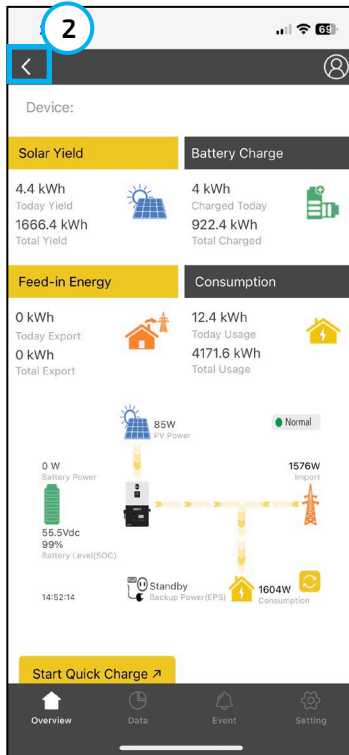 2
69
Device:
Solar Yield
Battery Charge
4.4 kWh
Today Yield
1666.4 kWh
Total Yield
4 kWh
Charged Today
922.4 kWh
Total Charged
Feed-in Energy
Consumption
0 kWh
Today Export
0 kWh
Total Export
12.4 kWh
Today Usage
4171.6 kWh
Total Usage
85W
PV Power
Normal
0 W
Battery Power
1576W
Import
55.5Vdc
99%
Battery Level(SOC)
Standby
Backup Power(EPS)
1604W
Consumption
14:52:14
Start Quick Charge ↗
Overview
Data
Event
Setting